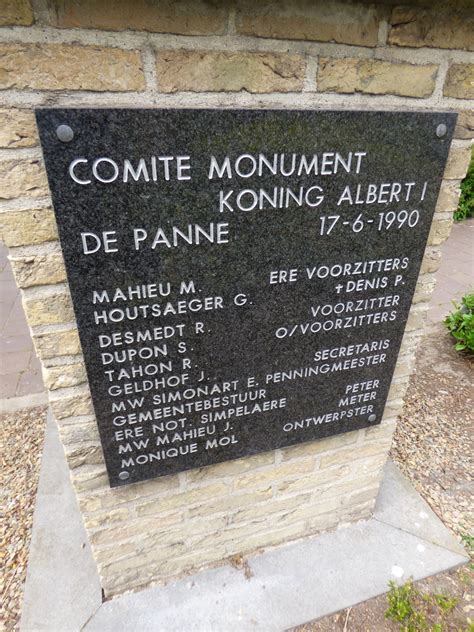 COMITE MONUMENT
KONING ALBERT I
DE PANNE 17-6-1990
MAHIEU M. ERE VOORZITTERS
HOUTSAEGER G. † DENIS P.
DESMEDT R. VOORZITTER
DUPON S. O/VOORZITTERS
TAHON R.
GELDHOF J. SECRETARIS
MW SIMONART E. PENNINGMEESTER
GEMEENTEBESTUUR
ERE NOT. SIMPELAERE PETER
MW MAHIEU J. METER
MONIQUE MOL ONTWERPSTER